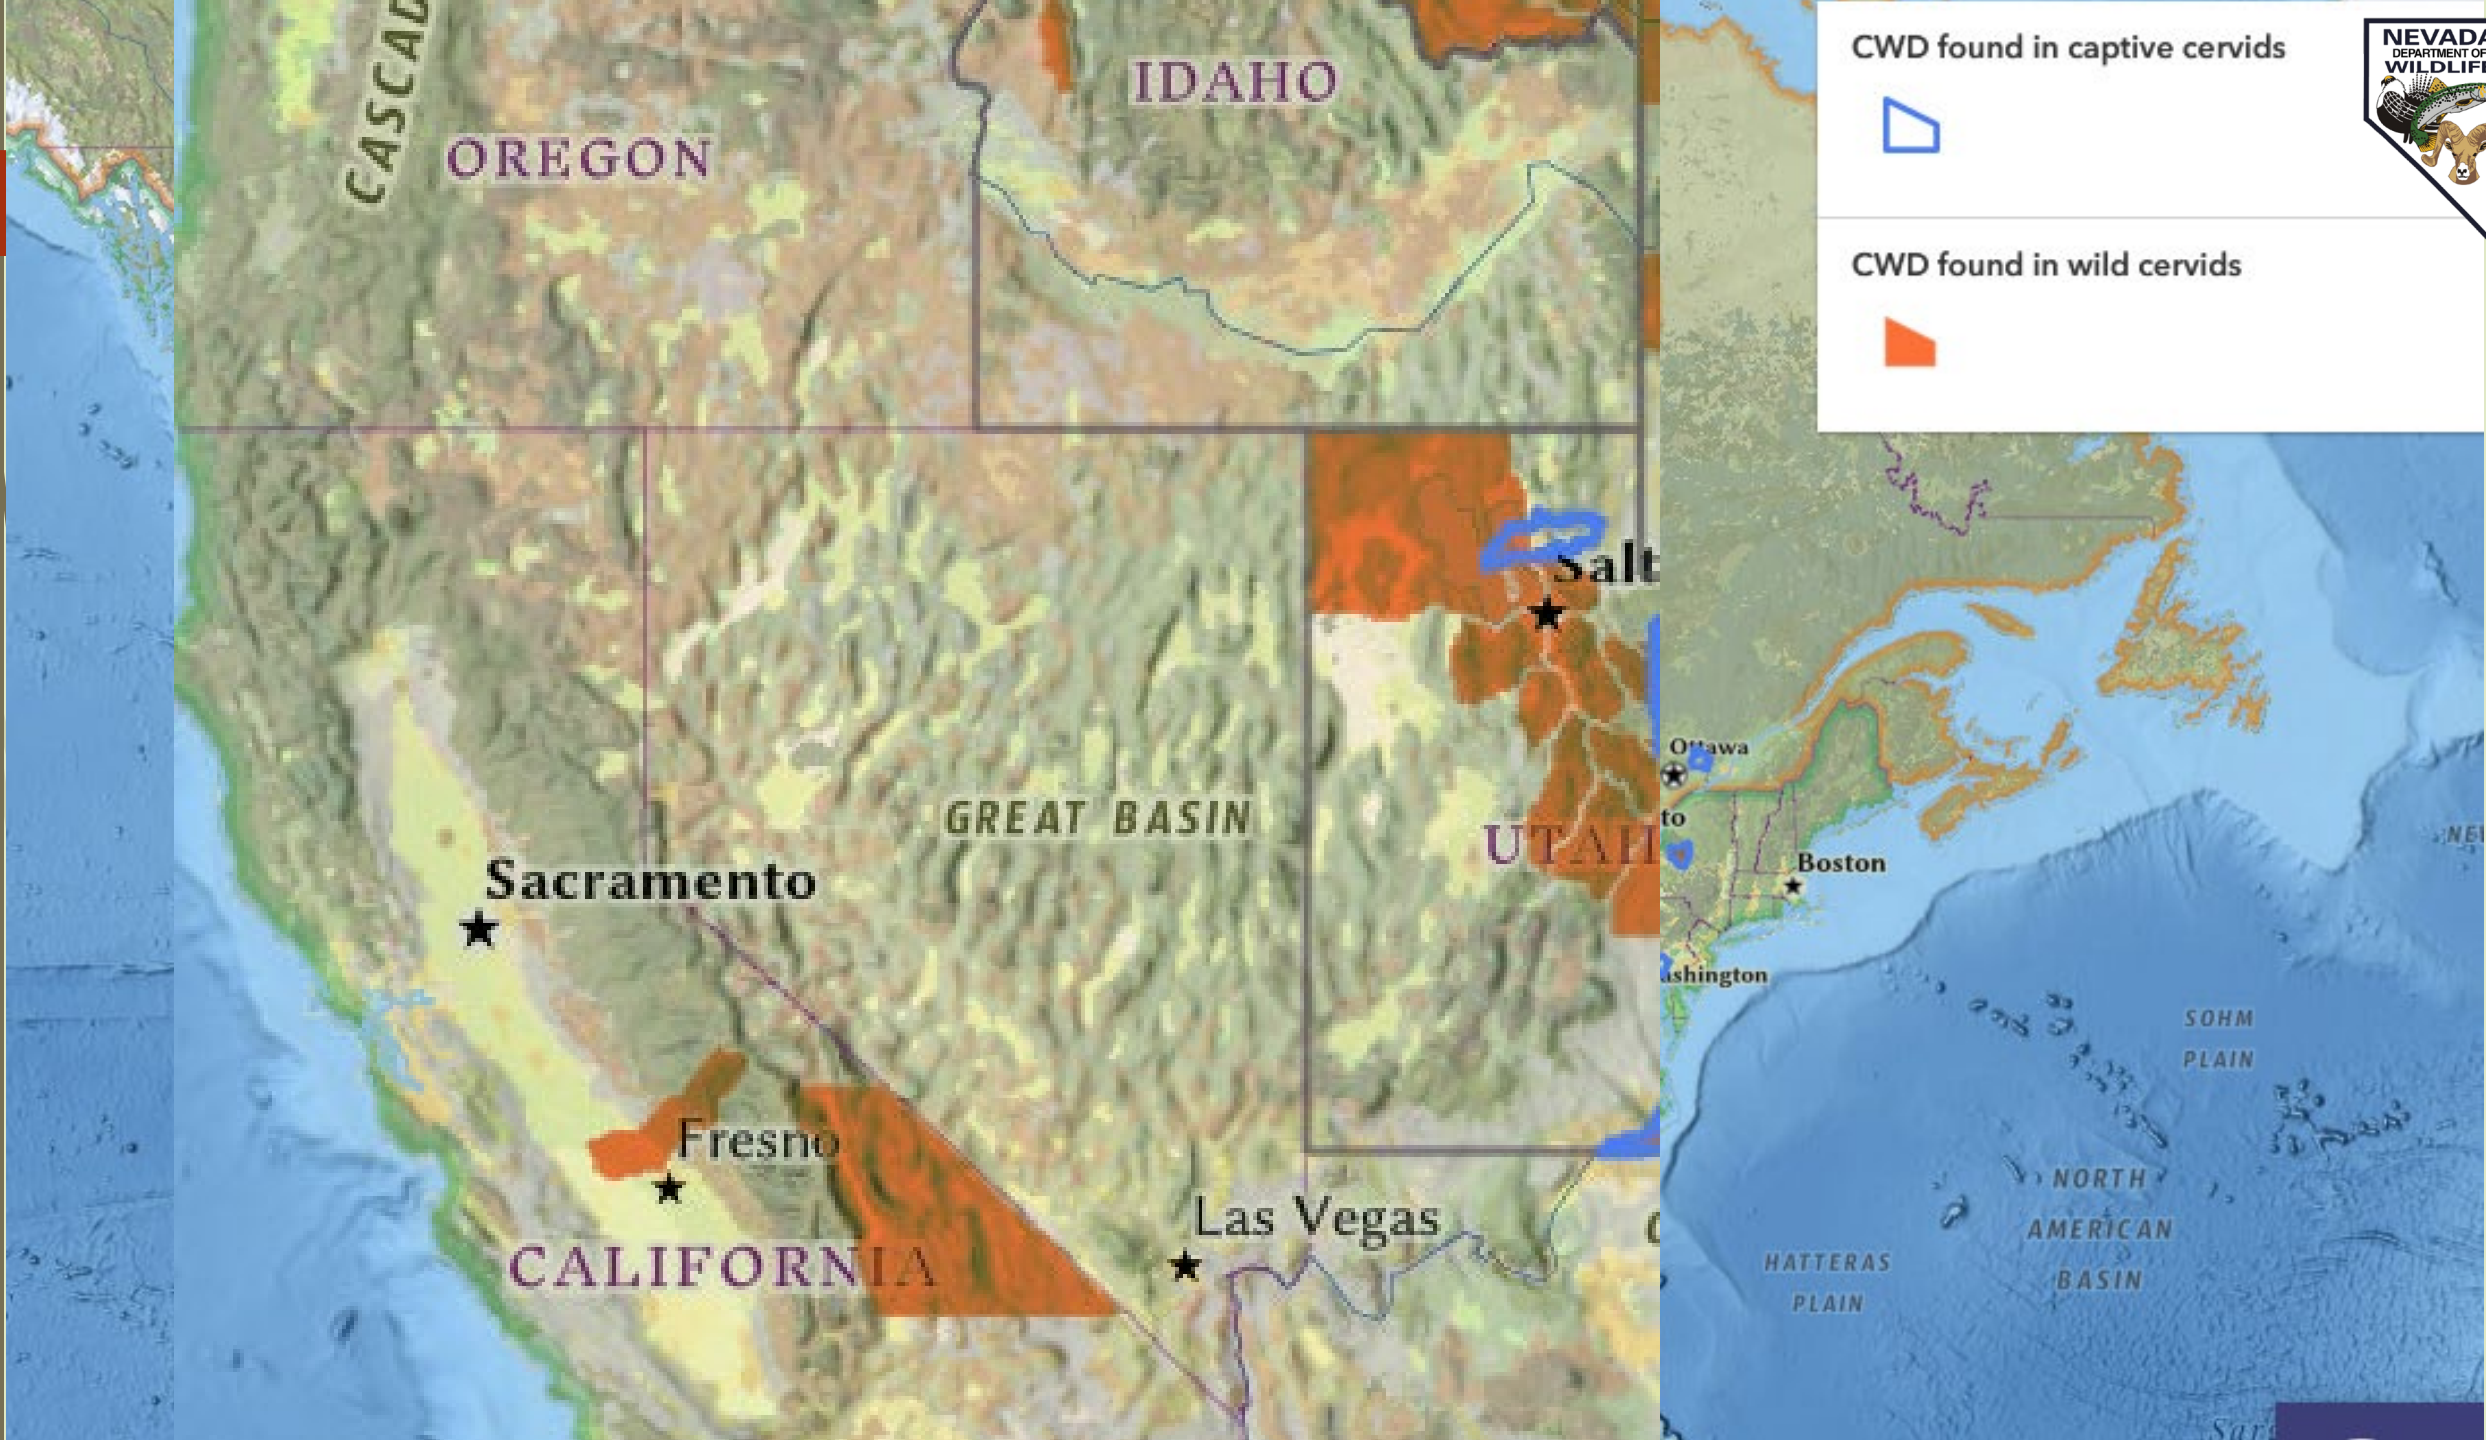 CWD found in captive cervids
NEVADA
DEPARTMENT OF
WILDLIFE
CWD found in wild cervids
IDAHO
OREGON
GREAT BASIN
UTAH
Sacramento
Fresno
CALIFORNIA
Las Vegas
Salt
Ottawa
to
Boston
SOHM
PLAIN
NORTH
AMERICAN
BASIN
HATTERAS
PLAIN